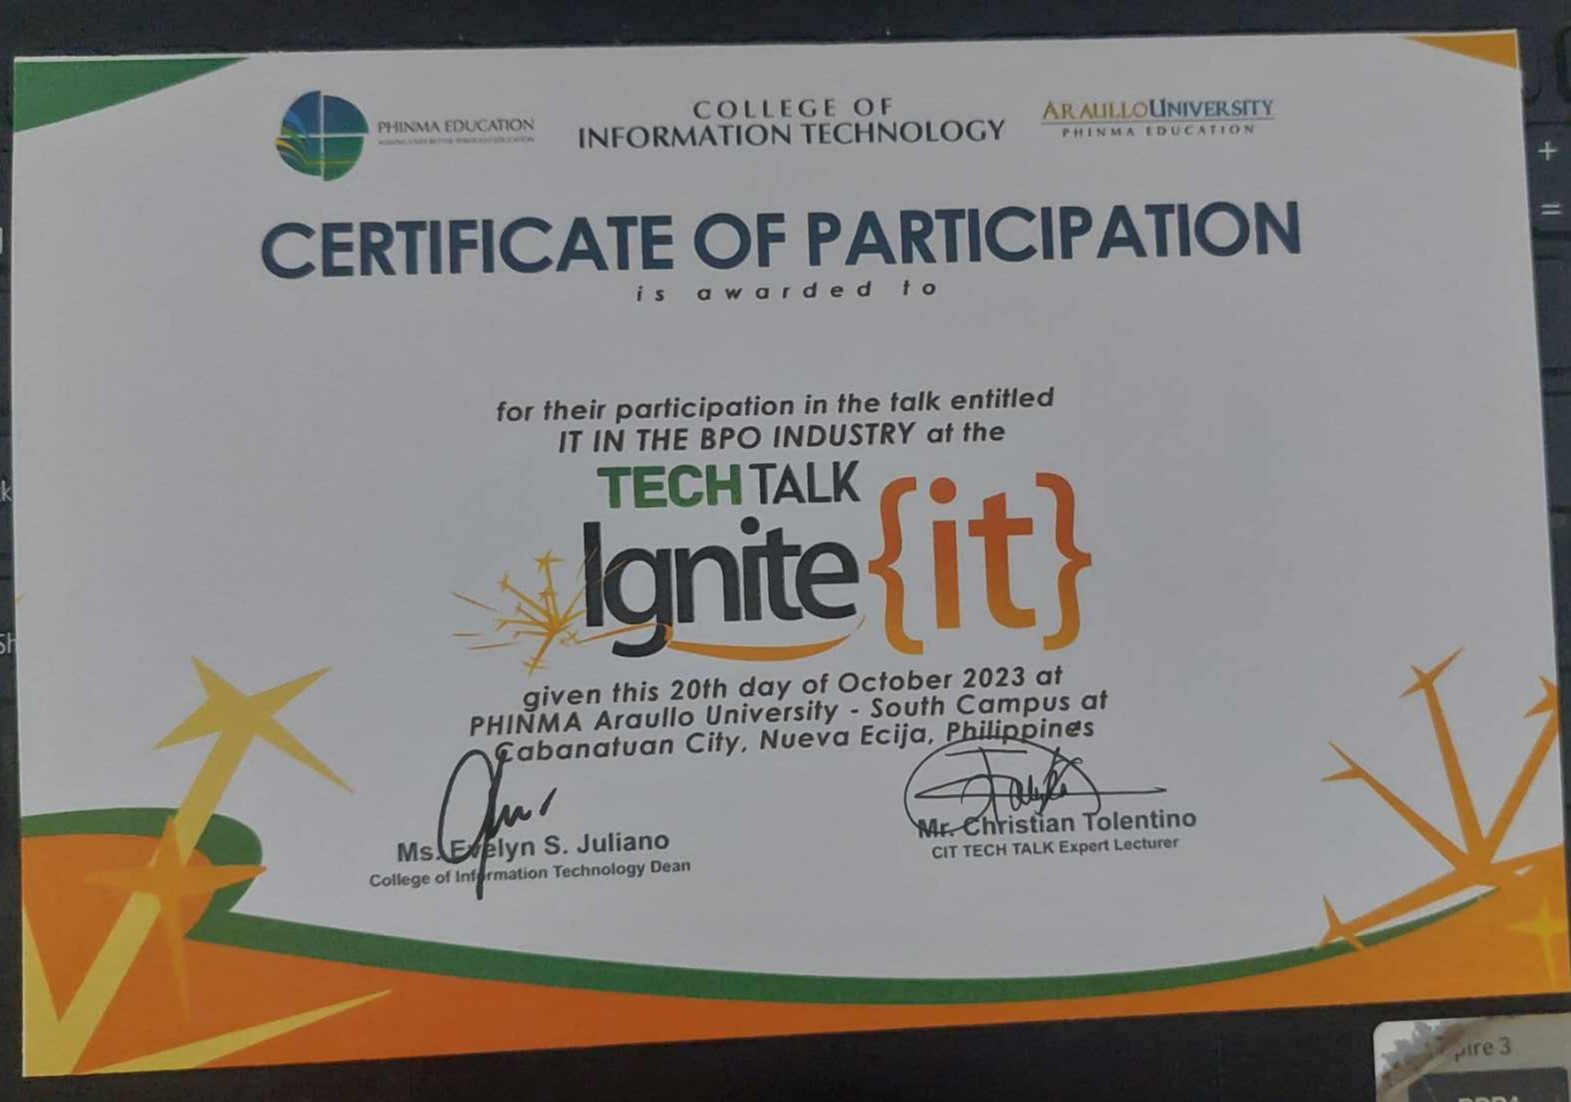 PHINMA EDUCATION
COLLEGE OF
INFORMATION TECHNOLOGY
ARAULLO UNIVERSITY
PHINMA EDUCATION
CERTIFICATE OF PARTICIPATION
is awarded to
for their participation in the talk entitled
IT IN THE BPO INDUSTRY at the
TECH TALK
Ignite {it}
given this 20th day of October 2023 at
PHINMA Araullo University - South Campus at
Cabanatuan City, Nueva Ecija, Philippines
Ms. Evelyn S. Juliano
College of Information Technology Dean
Mr. Christian Tolentino
CIT TECH TALK Expert Lecturer
+
=
pire 3